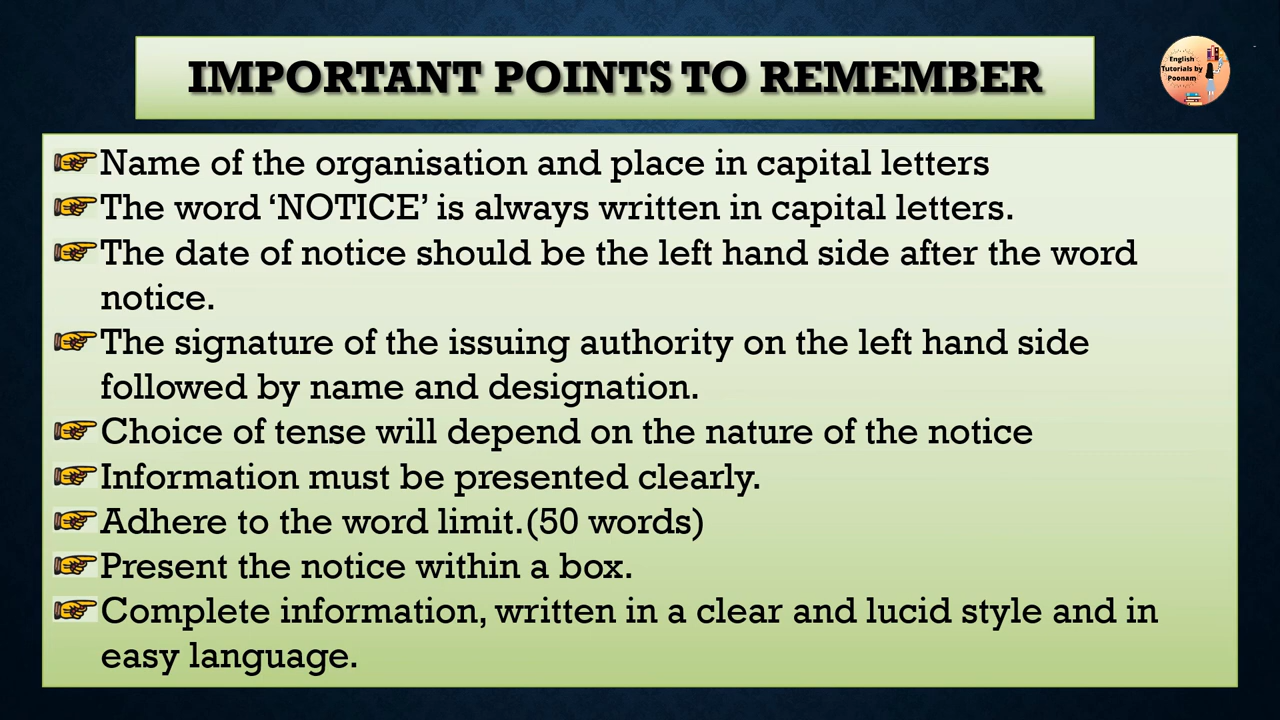 IMPORTANT POINTS TO REMEMBER
English
Tutorials by
Poonam
Name of the organisation and place in capital letters
The word ‘NOTICE’ is always written in capital letters.
The date of notice should be the left hand side after the word
notice.
The signature of the issuing authority on the left hand side
followed by name and designation.
Choice of tense will depend on the nature of the notice
Information must be presented clearly.
Adhere to the word limit.(50 words)
Present the notice within a box.
Complete information, written in a clear and lucid style and in
easy language.